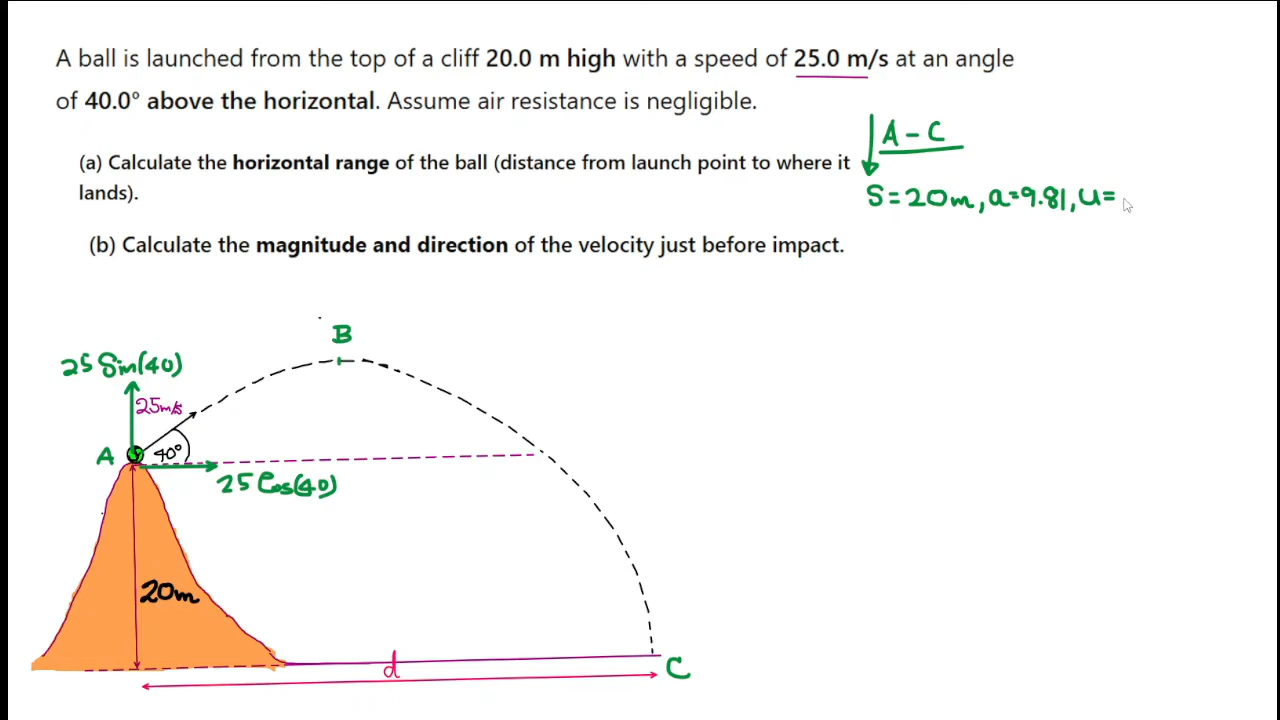 A ball is launched from the top of a cliff 20.0 m high with a speed of 25.0 m/s at an angle
of 40.0° above the horizontal. Assume air resistance is negligible.
A - C
(a) Calculate the horizontal range of the ball (distance from launch point to where it
lands).
S = 20m, a=9.81, u=
(b) Calculate the magnitude and direction of the velocity just before impact.
B
25 Sin(40)
25m/s
A
40°
25 Cos(40)
20m
d
C